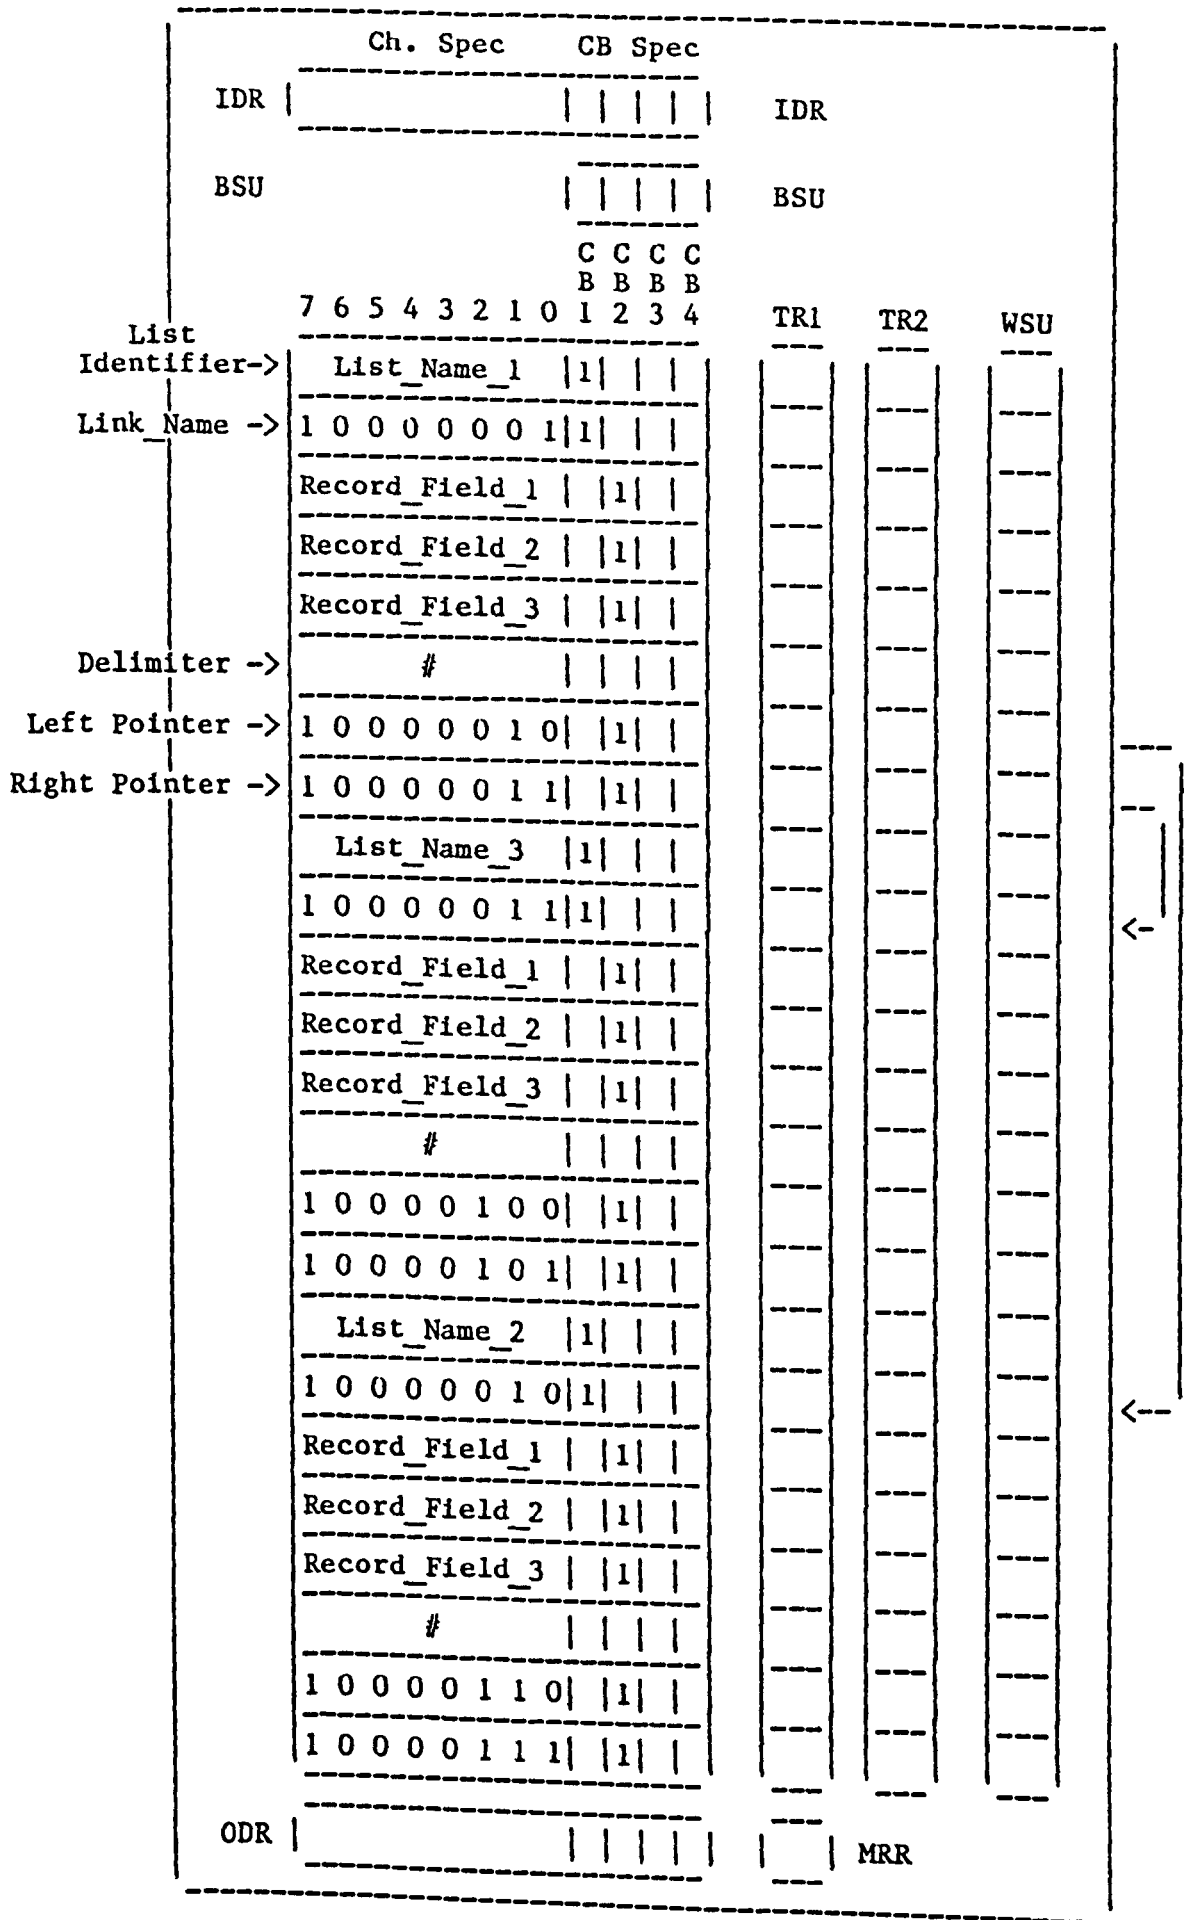 Ch. Spec CB Spec
IDR | | | | | | IDR
BSU | | | | | BSU
C C C C
B B B B
7 6 5 4 3 2 1 0 1 2 3 4 TR1 TR2 WSU
List
Identifier-> | List_Name_1 |1| | | |
Link_Name -> |1 0 0 0 0 0 0 1|1| | | |
Record_Field_1 | |1| | |
Record_Field_2 | |1| | |
Record_Field_3 | |1| | |
Delimiter -> | # | | | | |
Left Pointer -> |1 0 0 0 0 0 1 0| |1| | |
Right Pointer -> |1 0 0 0 0 0 1 1| |1| | |
List_Name_3 |1| | | |
1 0 0 0 0 0 1 1|1| | | | <-
Record_Field_1 | |1| | |
Record_Field_2 | |1| | |
Record_Field_3 | |1| | |
# | | | | |
1 0 0 0 0 1 0 0| |1| | |
1 0 0 0 0 1 0 1| |1| | |
List_Name_2 |1| | | |
1 0 0 0 0 0 1 0|1| | | | <--
Record_Field_1 | |1| | |
Record_Field_2 | |1| | |
Record_Field_3 | |1| | |
# | | | | |
1 0 0 0 0 1 1 0| |1| | |
1 0 0 0 0 1 1 1| |1| | |
ODR | | | | | | | | MRR